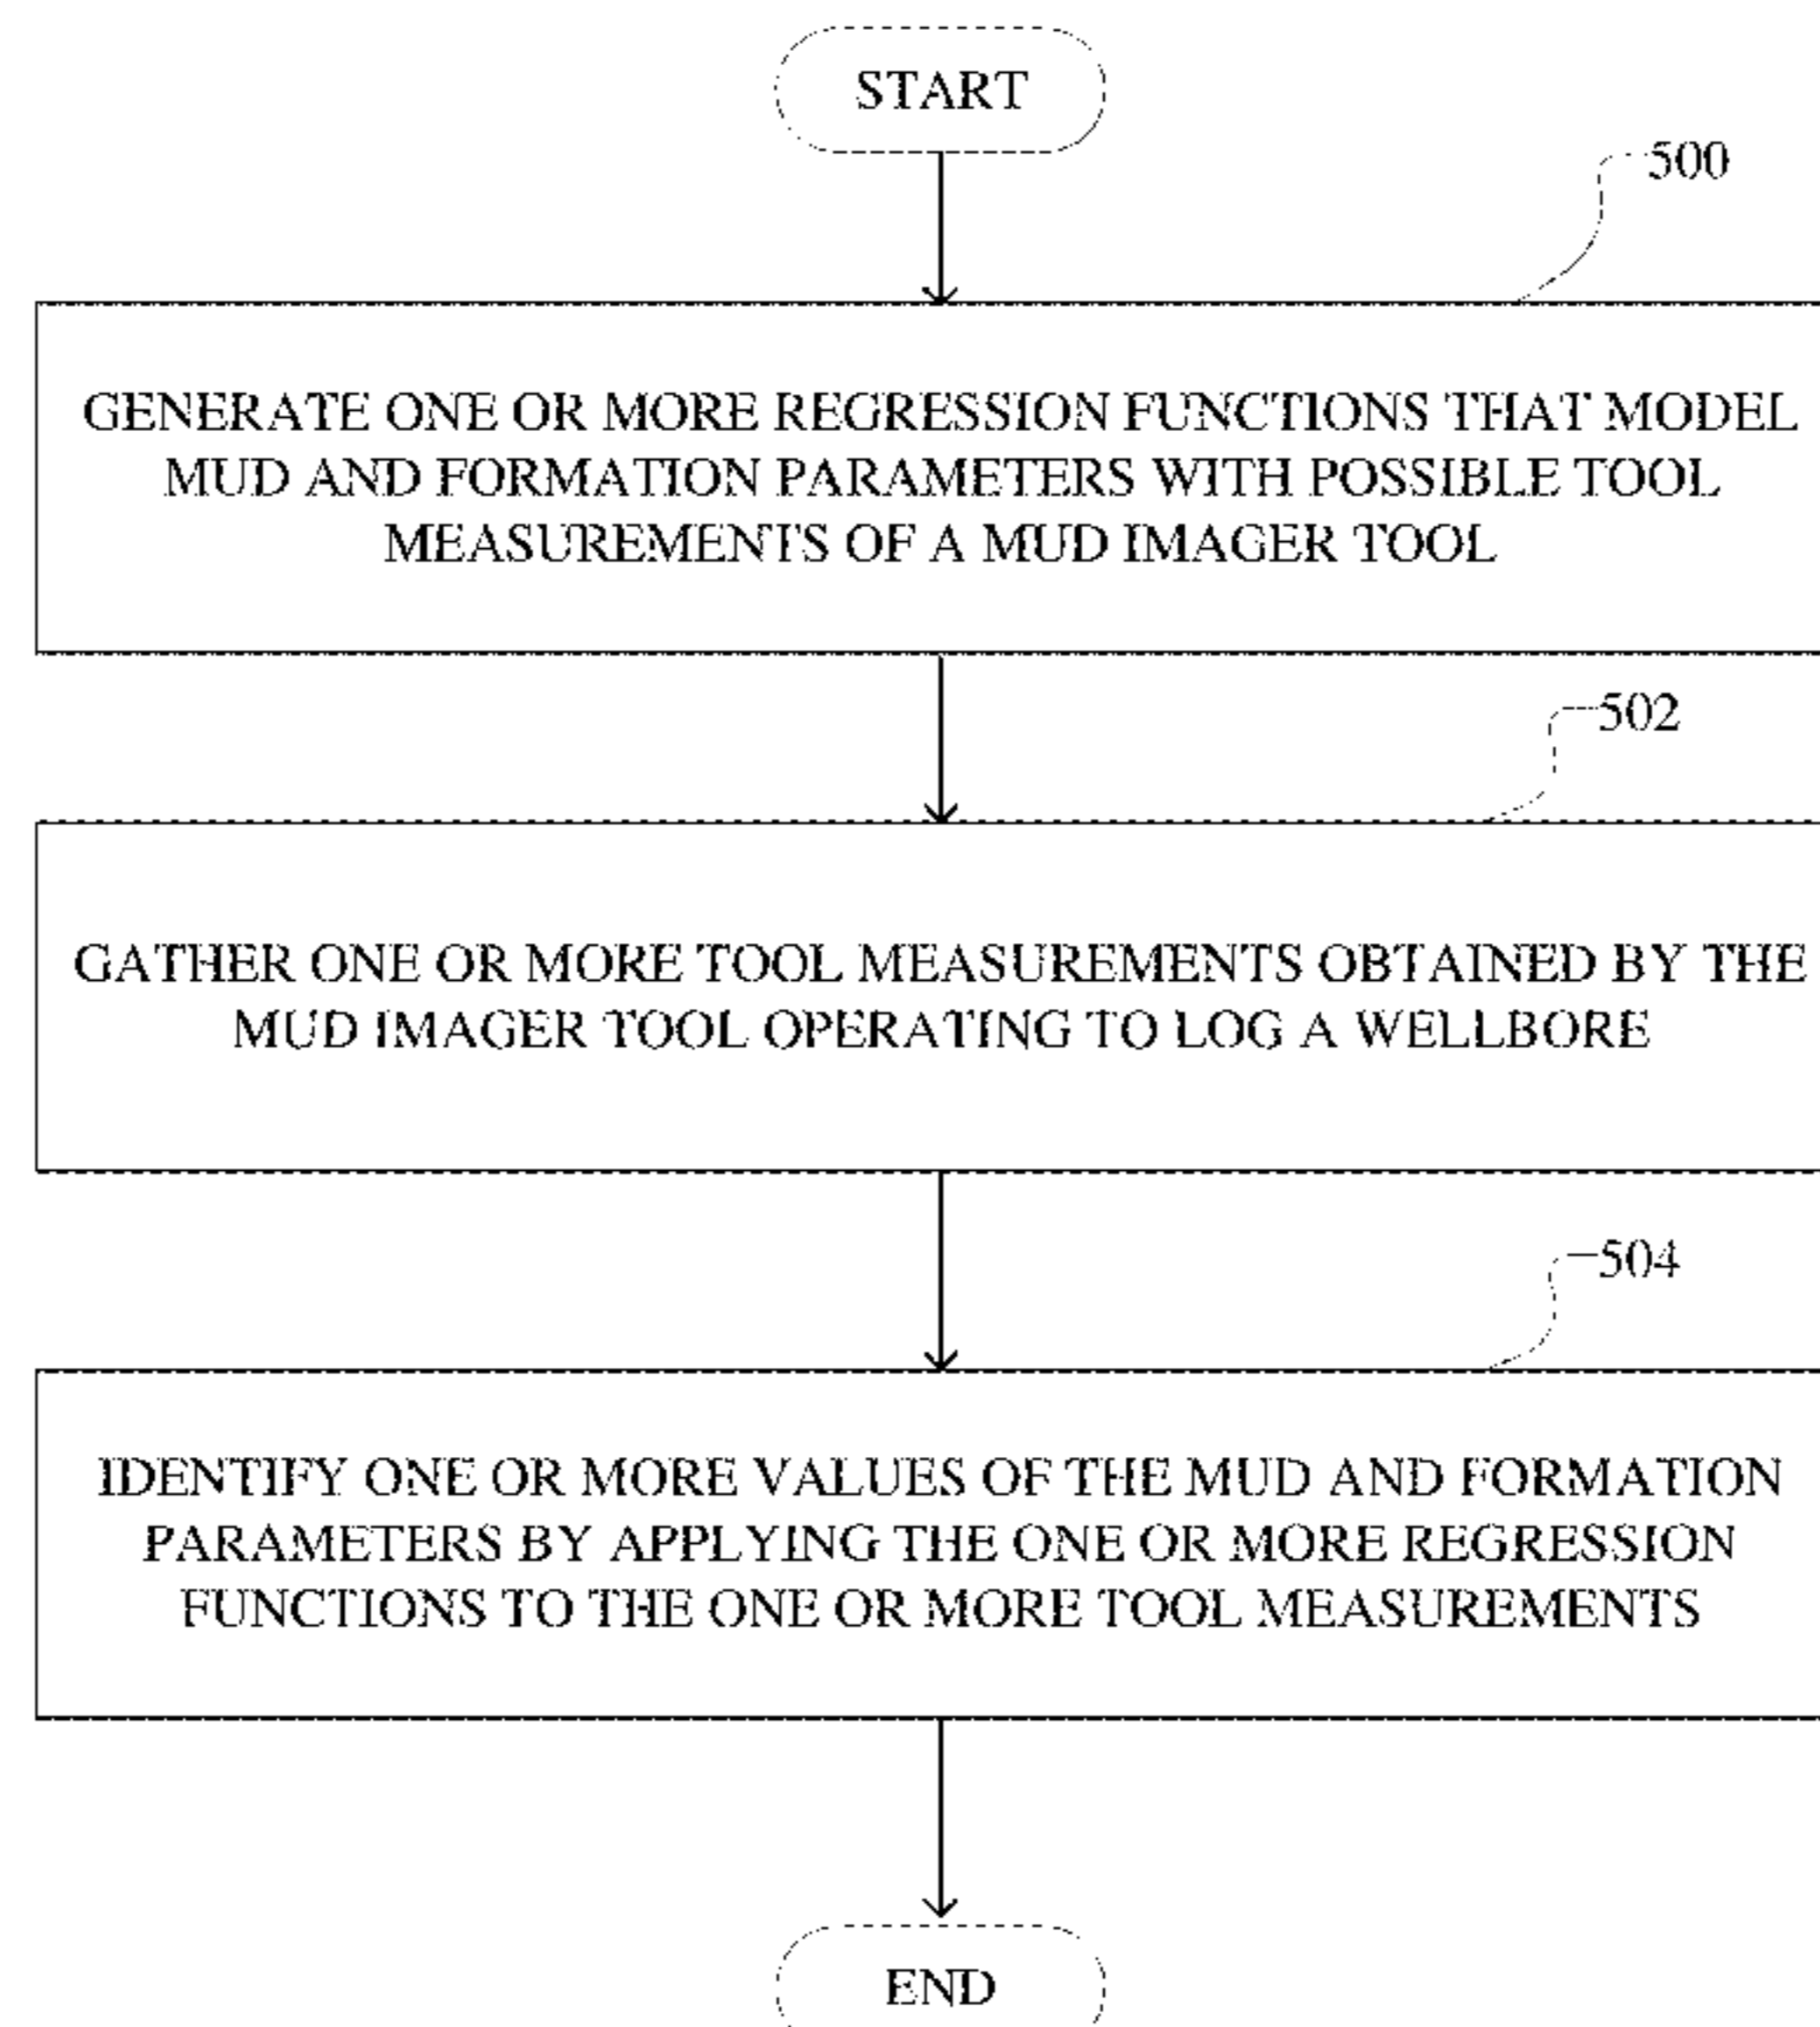 START
500
GENERATE ONE OR MORE REGRESSION FUNCTIONS THAT MODEL
MUD AND FORMATION PARAMETERS WITH POSSIBLE TOOL
MEASUREMENTS OF A MUD IMAGER TOOL
502
GATHER ONE OR MORE TOOL MEASUREMENTS OBTAINED BY THE
MUD IMAGER TOOL OPERATING TO LOG A WELLBORE
504
IDENTIFY ONE OR MORE VALUES OF THE MUD AND FORMATION
PARAMETERS BY APPLYING THE ONE OR MORE REGRESSION
FUNCTIONS TO THE ONE OR MORE TOOL MEASUREMENTS
END